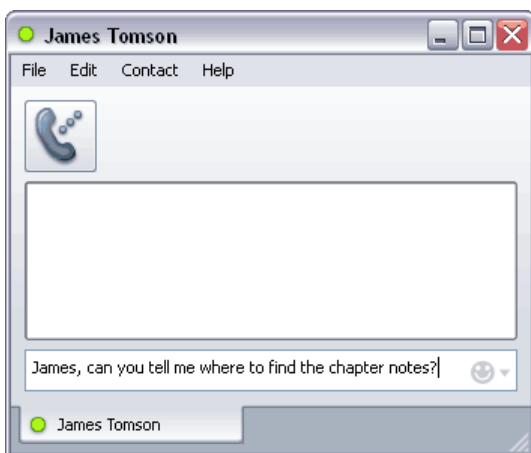 James Tomson
File Edit Contact Help
James, can you tell me where to find the chapter notes?
James Tomson